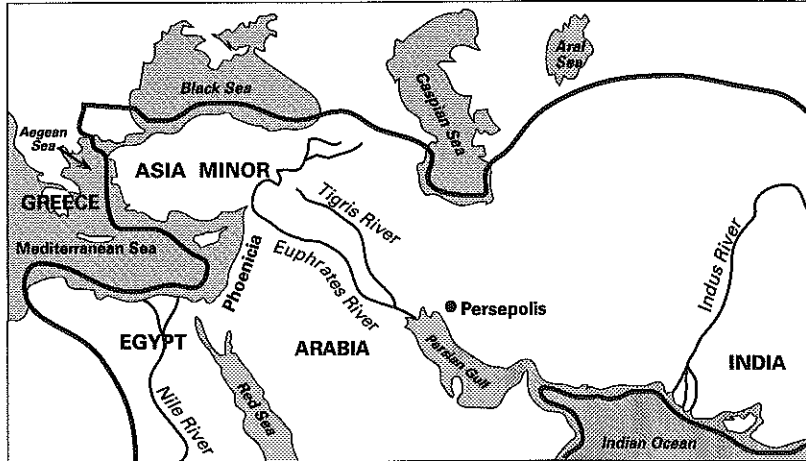 Aral
Sea
Black Sea
Caspian Sea
Aegean
Sea
ASIA MINOR
GREECE
Tigris River
Mediterranean Sea
Phoenicia
Euphrates River
Indus River
Persepolis
EGYPT
ARABIA
Persian Gulf
INDIA
Nile River
Red Sea
Indian Ocean